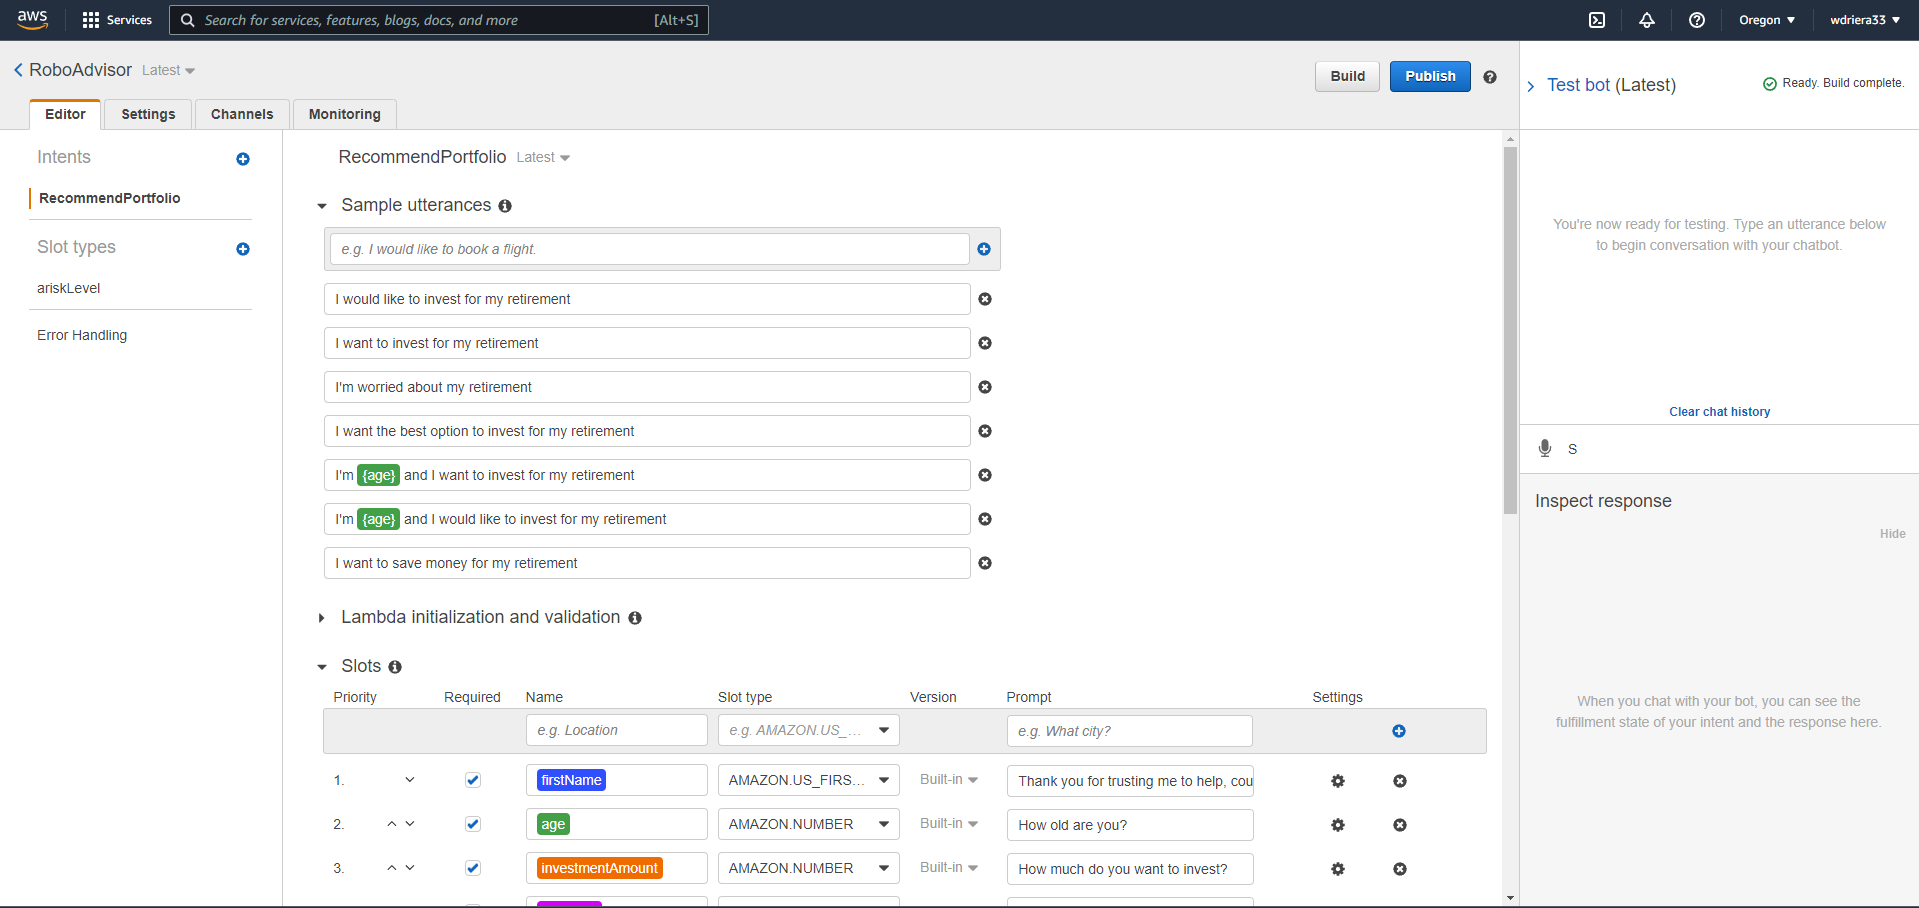 aws
Services
Search for services, features, blogs, docs, and more [Alt+S]
Oregon
wdriera33
RoboAdvisor Latest
Build
Publish
Editor
Settings
Channels
Monitoring
Intents
RecommendPortfolio
Slot types
ariskLevel
Error Handling
RecommendPortfolio Latest
Sample utterances
e.g. I would like to book a flight.
I would like to invest for my retirement
I want to invest for my retirement
I'm worried about my retirement
I want the best option to invest for my retirement
I'm {age} and I want to invest for my retirement
I'm {age} and I would like to invest for my retirement
I want to save money for my retirement
Lambda initialization and validation
Slots
Priority Required Name Slot type Version Prompt Settings
e.g. Location e.g. AMAZON.US_... e.g. What city?
1. firstName AMAZON.US_FIRS... Built-in Thank you for trusting me to help, cou
2. age AMAZON.NUMBER Built-in How old are you?
3. investmentAmount AMAZON.NUMBER Built-in How much do you want to invest?
Test bot (Latest)
Ready. Build complete.
You're now ready for testing. Type an utterance below
to begin conversation with your chatbot.
Clear chat history
S
Inspect response
Hide
When you chat with your bot, you can see the
fulfillment state of your intent and the response here.